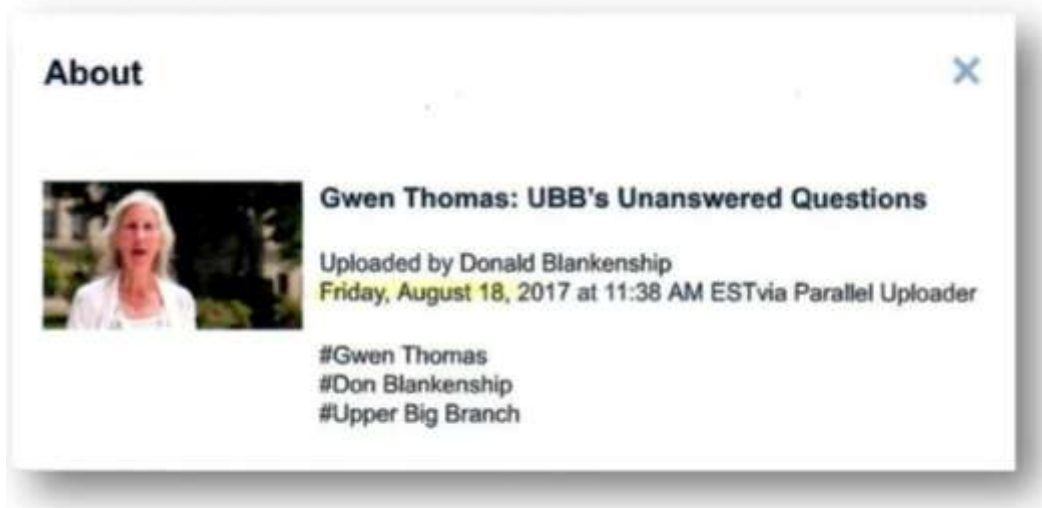 About
Gwen Thomas: UBB's Unanswered Questions
Uploaded by Donald Blankenship
Friday, August 18, 2017 at 11:38 AM ESTvia Parallel Uploader
#Gwen Thomas
#Don Blankenship
#Upper Big Branch